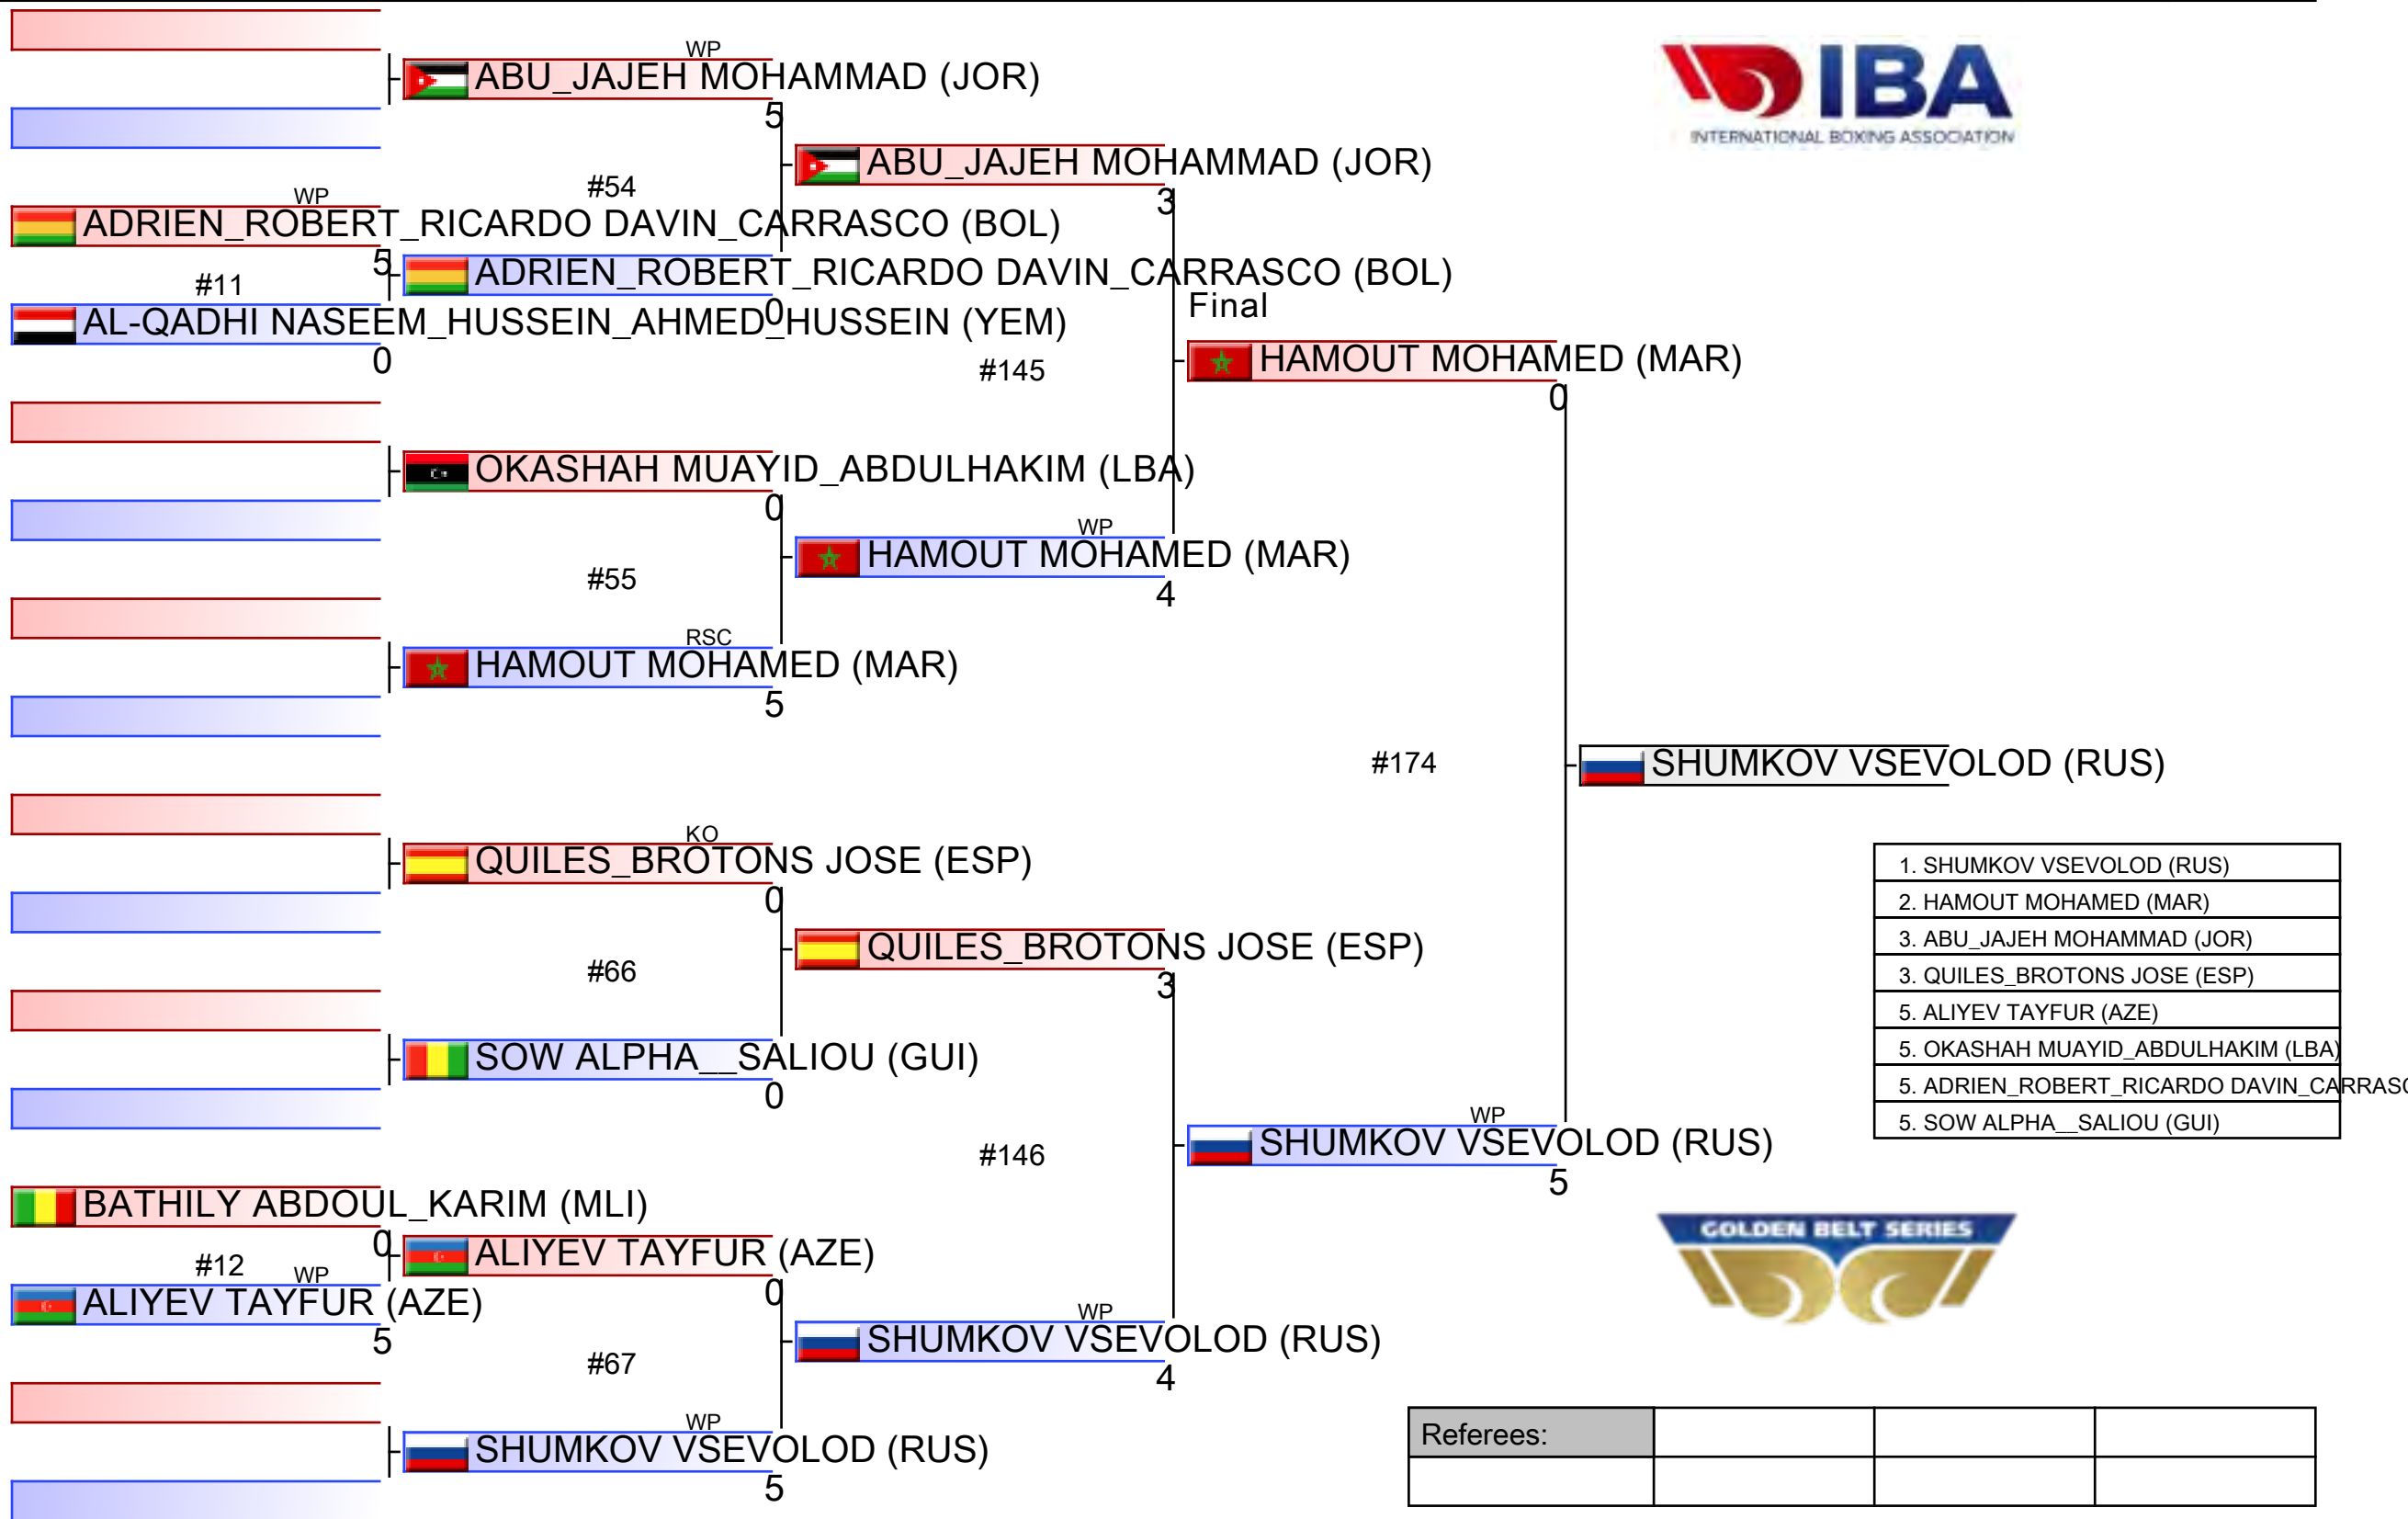 WP
ABU_JAJEH MOHAMMAD (JOR)
5
IBA
INTERNATIONAL BOXING ASSOCIATION
ABU_JAJEH MOHAMMAD (JOR)
3
#54
WP
ADRIEN_ROBERT_RICARDO DAVIN_CARRASCO (BOL)
5
ADRIEN_ROBERT_RICARDO DAVIN_CARRASCO (BOL)
0
#11
AL-QADHI NASEEM_HUSSEIN_AHMED_HUSSEIN (YEM)
0
Final
HAMOUT MOHAMED (MAR)
0
#145
OKASHAH MUAYID_ABDULHAKIM (LBA)
0
WP
HAMOUT MOHAMED (MAR)
4
#55
RSC
HAMOUT MOHAMED (MAR)
5
#174
SHUMKOV VSEVOLOD (RUS)
KO
QUILES_BROTONS JOSE (ESP)
0
QUILES_BROTONS JOSE (ESP)
3
#66
SOW ALPHA__SALIOU (GUI)
0
1. SHUMKOV VSEVOLOD (RUS)
2. HAMOUT MOHAMED (MAR)
3. ABU_JAJEH MOHAMMAD (JOR)
3. QUILES_BROTONS JOSE (ESP)
5. ALIYEV TAYFUR (AZE)
5. OKASHAH MUAYID_ABDULHAKIM (LBA)
5. ADRIEN_ROBERT_RICARDO DAVIN_CARRASC
5. SOW ALPHA__SALIOU (GUI)
#146
WP
SHUMKOV VSEVOLOD (RUS)
5
BATHILY ABDOUL_KARIM (MLI)
0
#12
WP
ALIYEV TAYFUR (AZE)
5
ALIYEV TAYFUR (AZE)
0
GOLDEN BELT SERIES
WP
SHUMKOV VSEVOLOD (RUS)
4
#67
WP
SHUMKOV VSEVOLOD (RUS)
5
Referees: